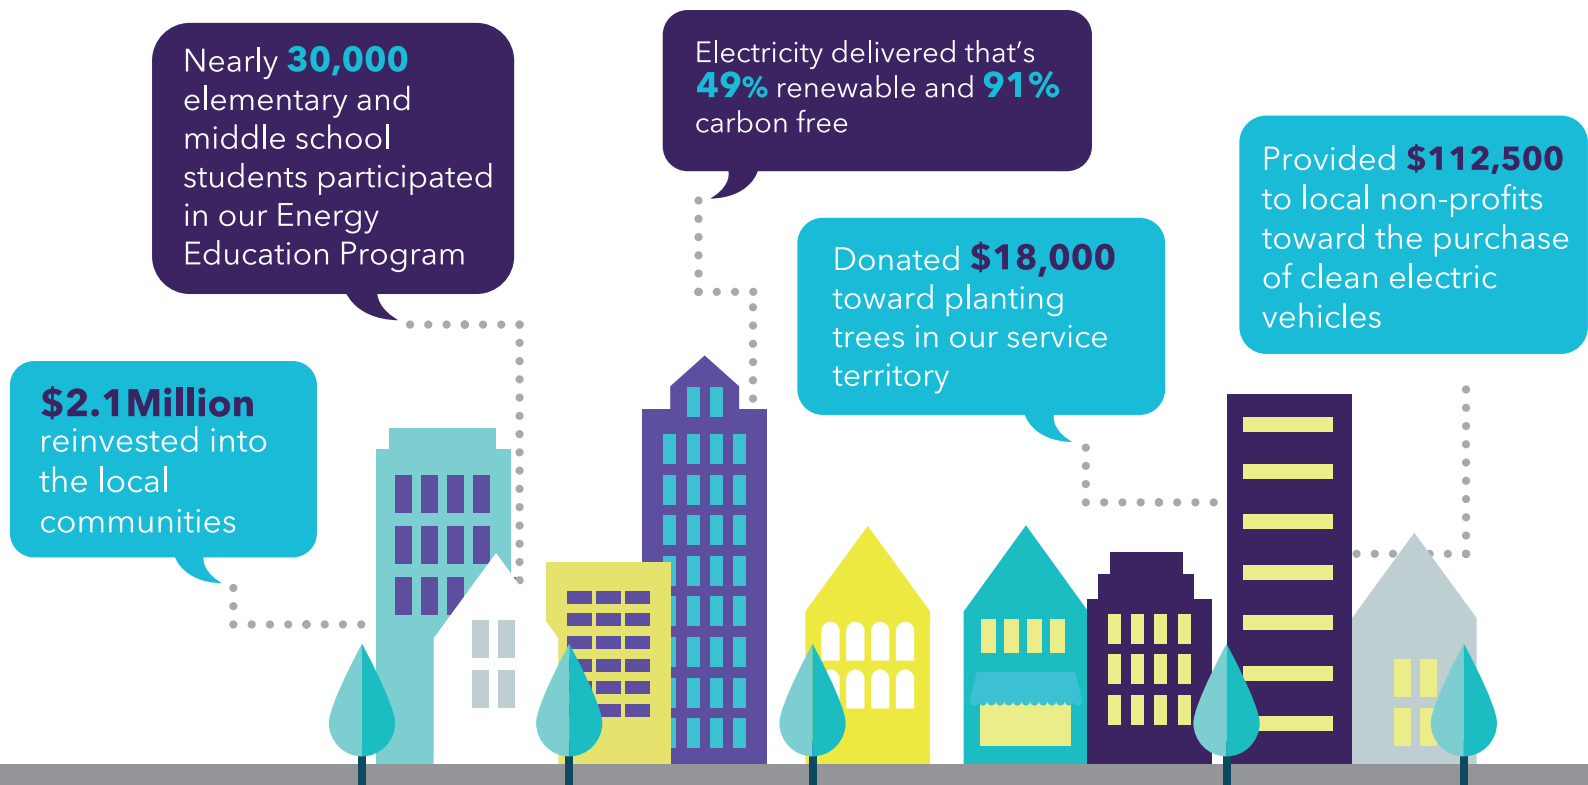 Nearly 30,000
elementary and
middle school
students participated
in our Energy
Education Program
Electricity delivered that's
49% renewable and 91%
carbon free
Provided $112,500
to local non-profits
toward the purchase
of clean electric
vehicles
Donated $18,000
toward planting
trees in our service
territory
$2.1Million
reinvested into
the local
communities